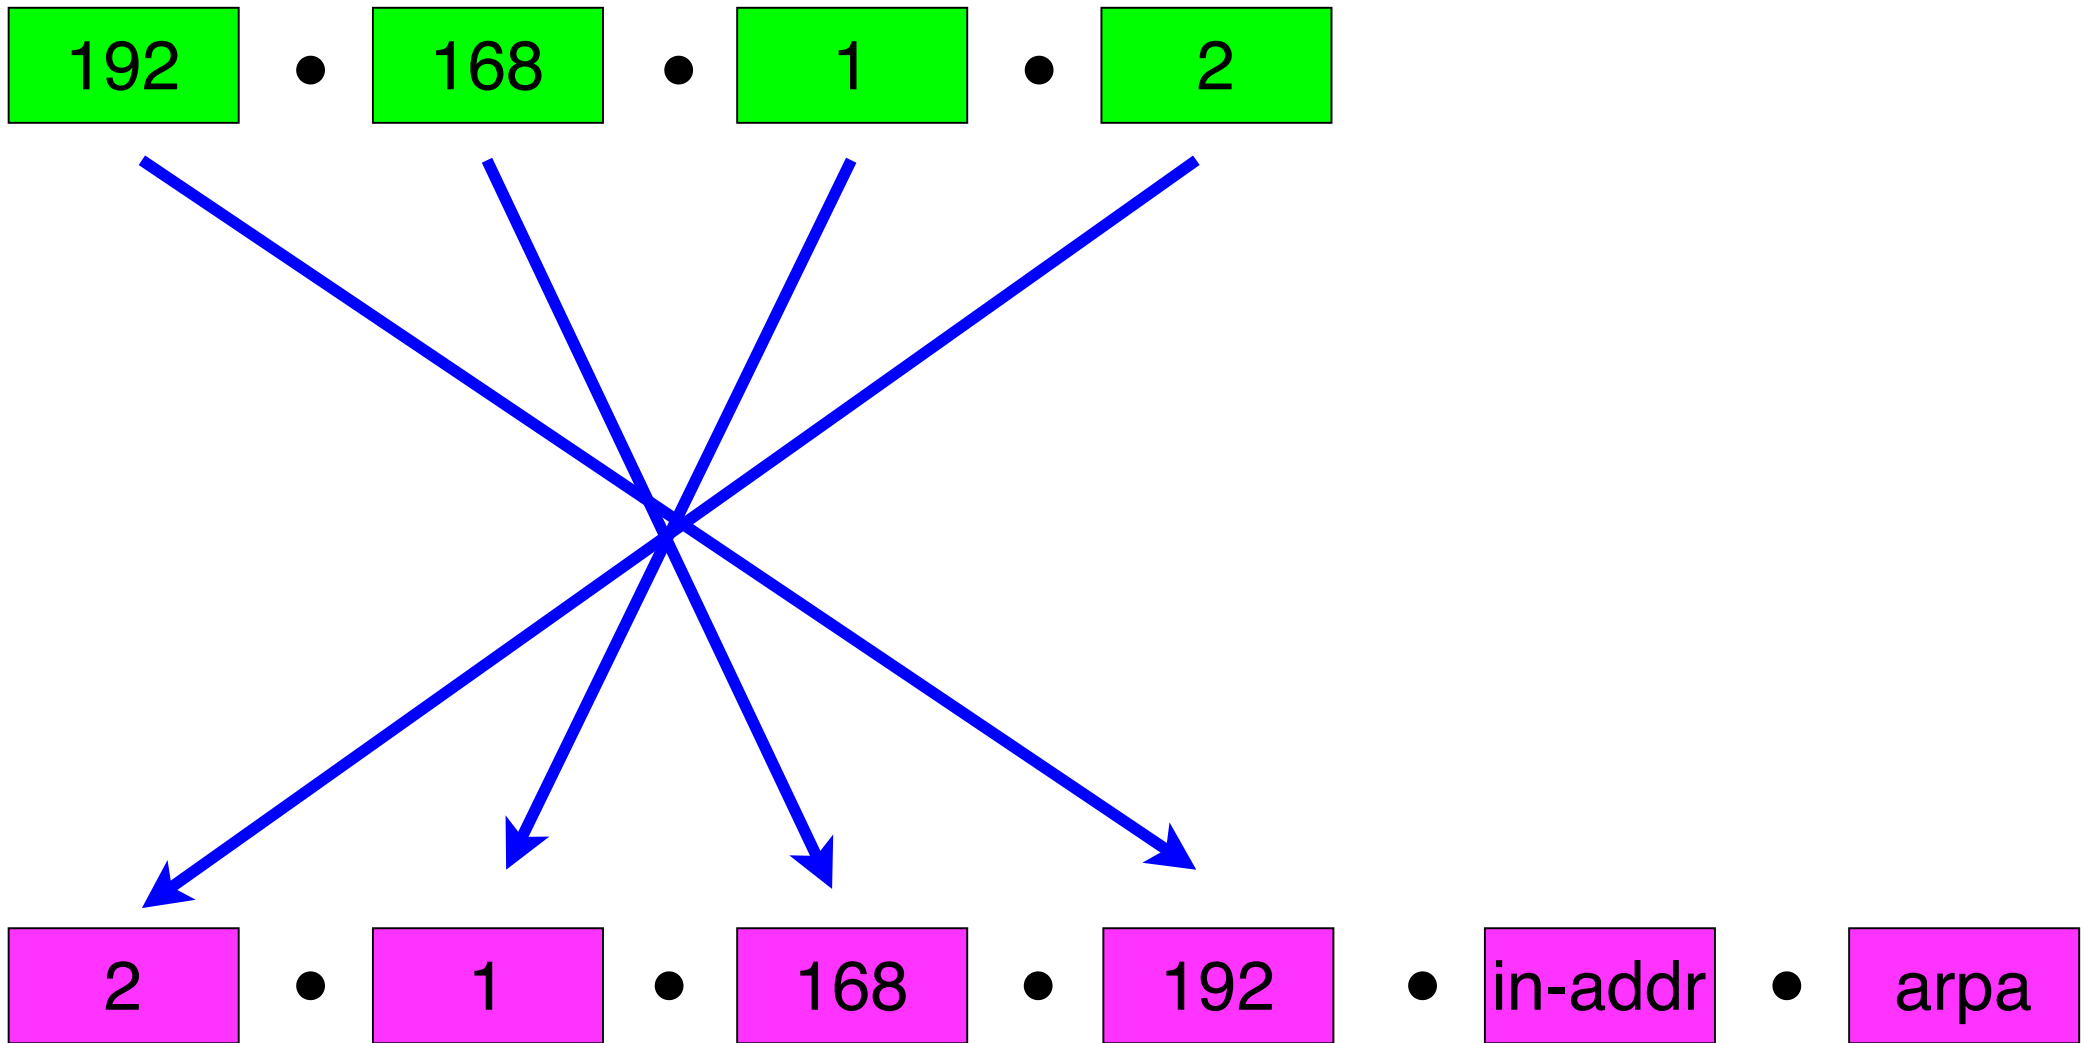 192 • 168 • 1 • 2
2 • 1 • 168 • 192 • in-addr • arpa